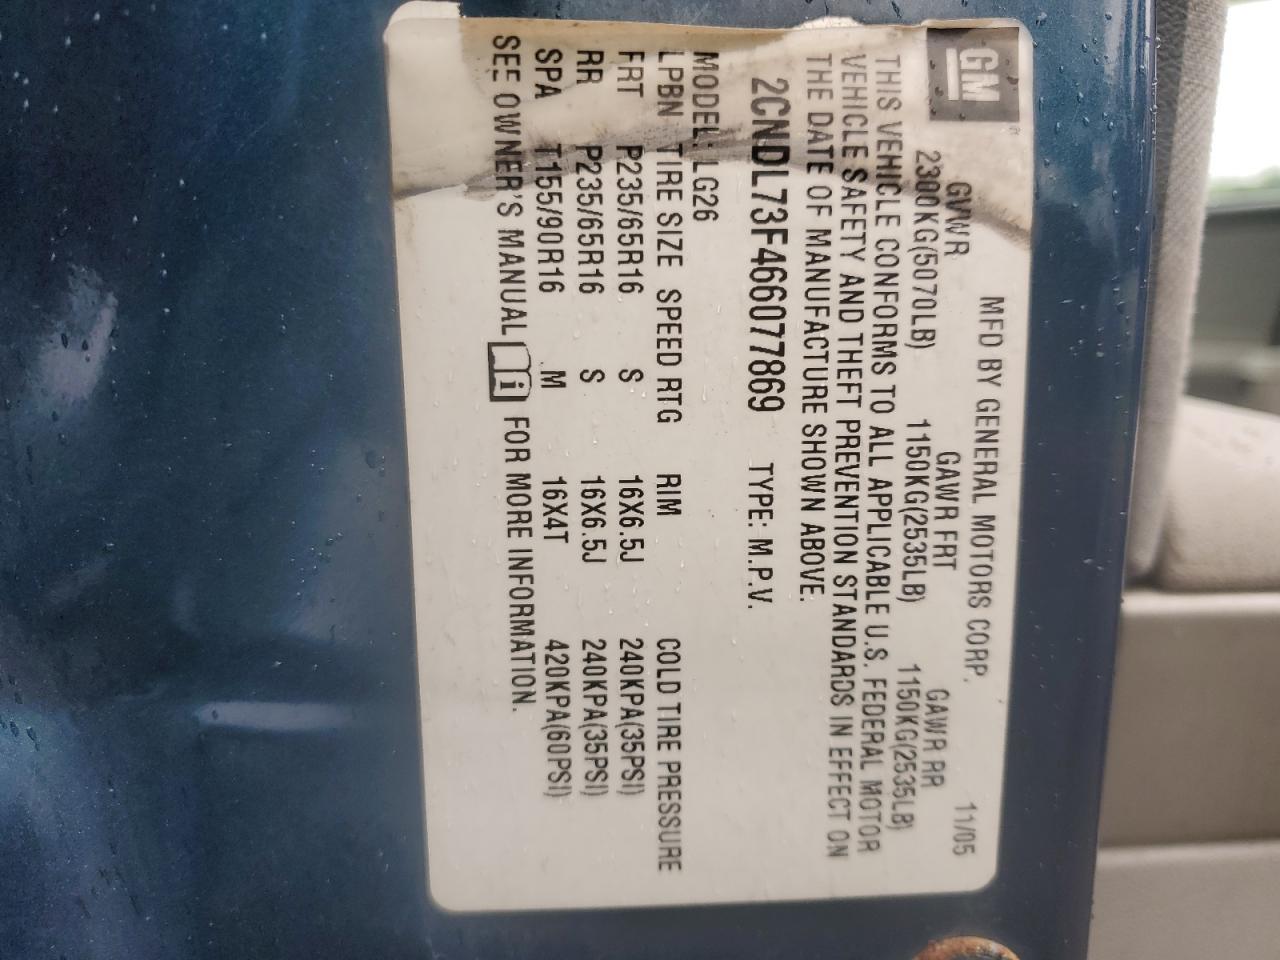 GM
MFD BY GENERAL MOTORS CORP. 11/05
GVWR GAWR FRT GAWR RR
2300KG(5070LB) 1150KG(2535LB) 1150KG(2535LB)
THIS VEHICLE CONFORMS TO ALL APPLICABLE U.S. FEDERAL MOTOR
VEHICLE SAFETY AND THEFT PREVENTION STANDARDS IN EFFECT ON
THE DATE OF MANUFACTURE SHOWN ABOVE.
2CNDL73F466077869 TYPE: M.P.V.
MODEL: LG26
LPBN TIRE SIZE SPEED RTG RIM COLD TIRE PRESSURE
FRT P235/65R16 S 16X6.5J 240KPA(35PSI)
RR P235/65R16 S 16X6.5J 240KPA(35PSI)
SPA T155/90R16 M 16X4T 420KPA(60PSI)
SEE OWNER'S MANUAL i FOR MORE INFORMATION.